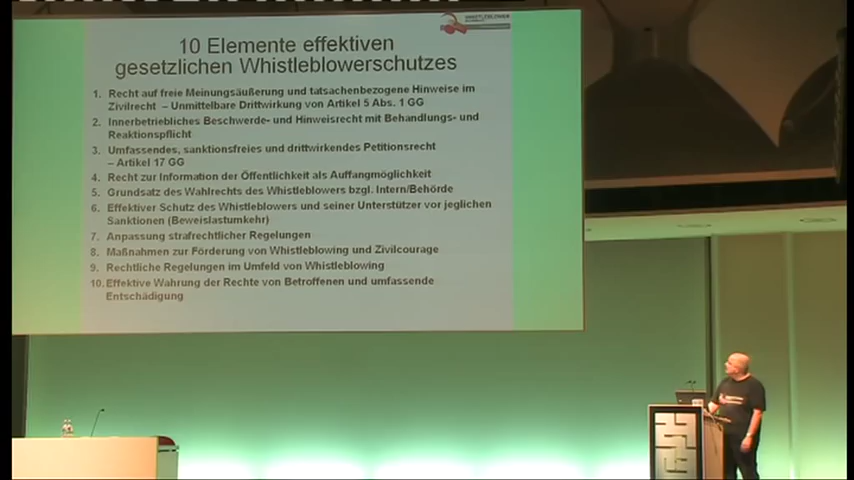 WHISTLEBLOWER
10 Elemente effektiven
gesetzlichen Whistleblowerschutzes
1. Recht auf freie Meinungsäußerung und tatsachenbezogene Hinweise im
Zivilrecht – Unmittelbare Drittwirkung von Artikel 5 Abs. 1 GG
2. Innerbetriebliches Beschwerde- und Hinweisrecht mit Behandlungs- und
Reaktionspflicht
3. Umfassendes, sanktionsfreies und drittwirkendes Petitionsrecht
– Artikel 17 GG
4. Recht zur Information der Öffentlichkeit als Auffangmöglichkeit
5. Grundsatz des Wahlrechts des Whistleblowers bzgl. Intern/Behörde
6. Effektiver Schutz des Whistleblowers und seiner Unterstützer vor jeglichen
Sanktionen (Beweislastumkehr)
7. Anpassung strafrechtlicher Regelungen
8. Maßnahmen zur Förderung von Whistleblowing und Zivilcourage
9. Rechtliche Regelungen im Umfeld von Whistleblowing
10. Effektive Wahrung der Rechte von Betroffenen und umfassende
Entschädigung